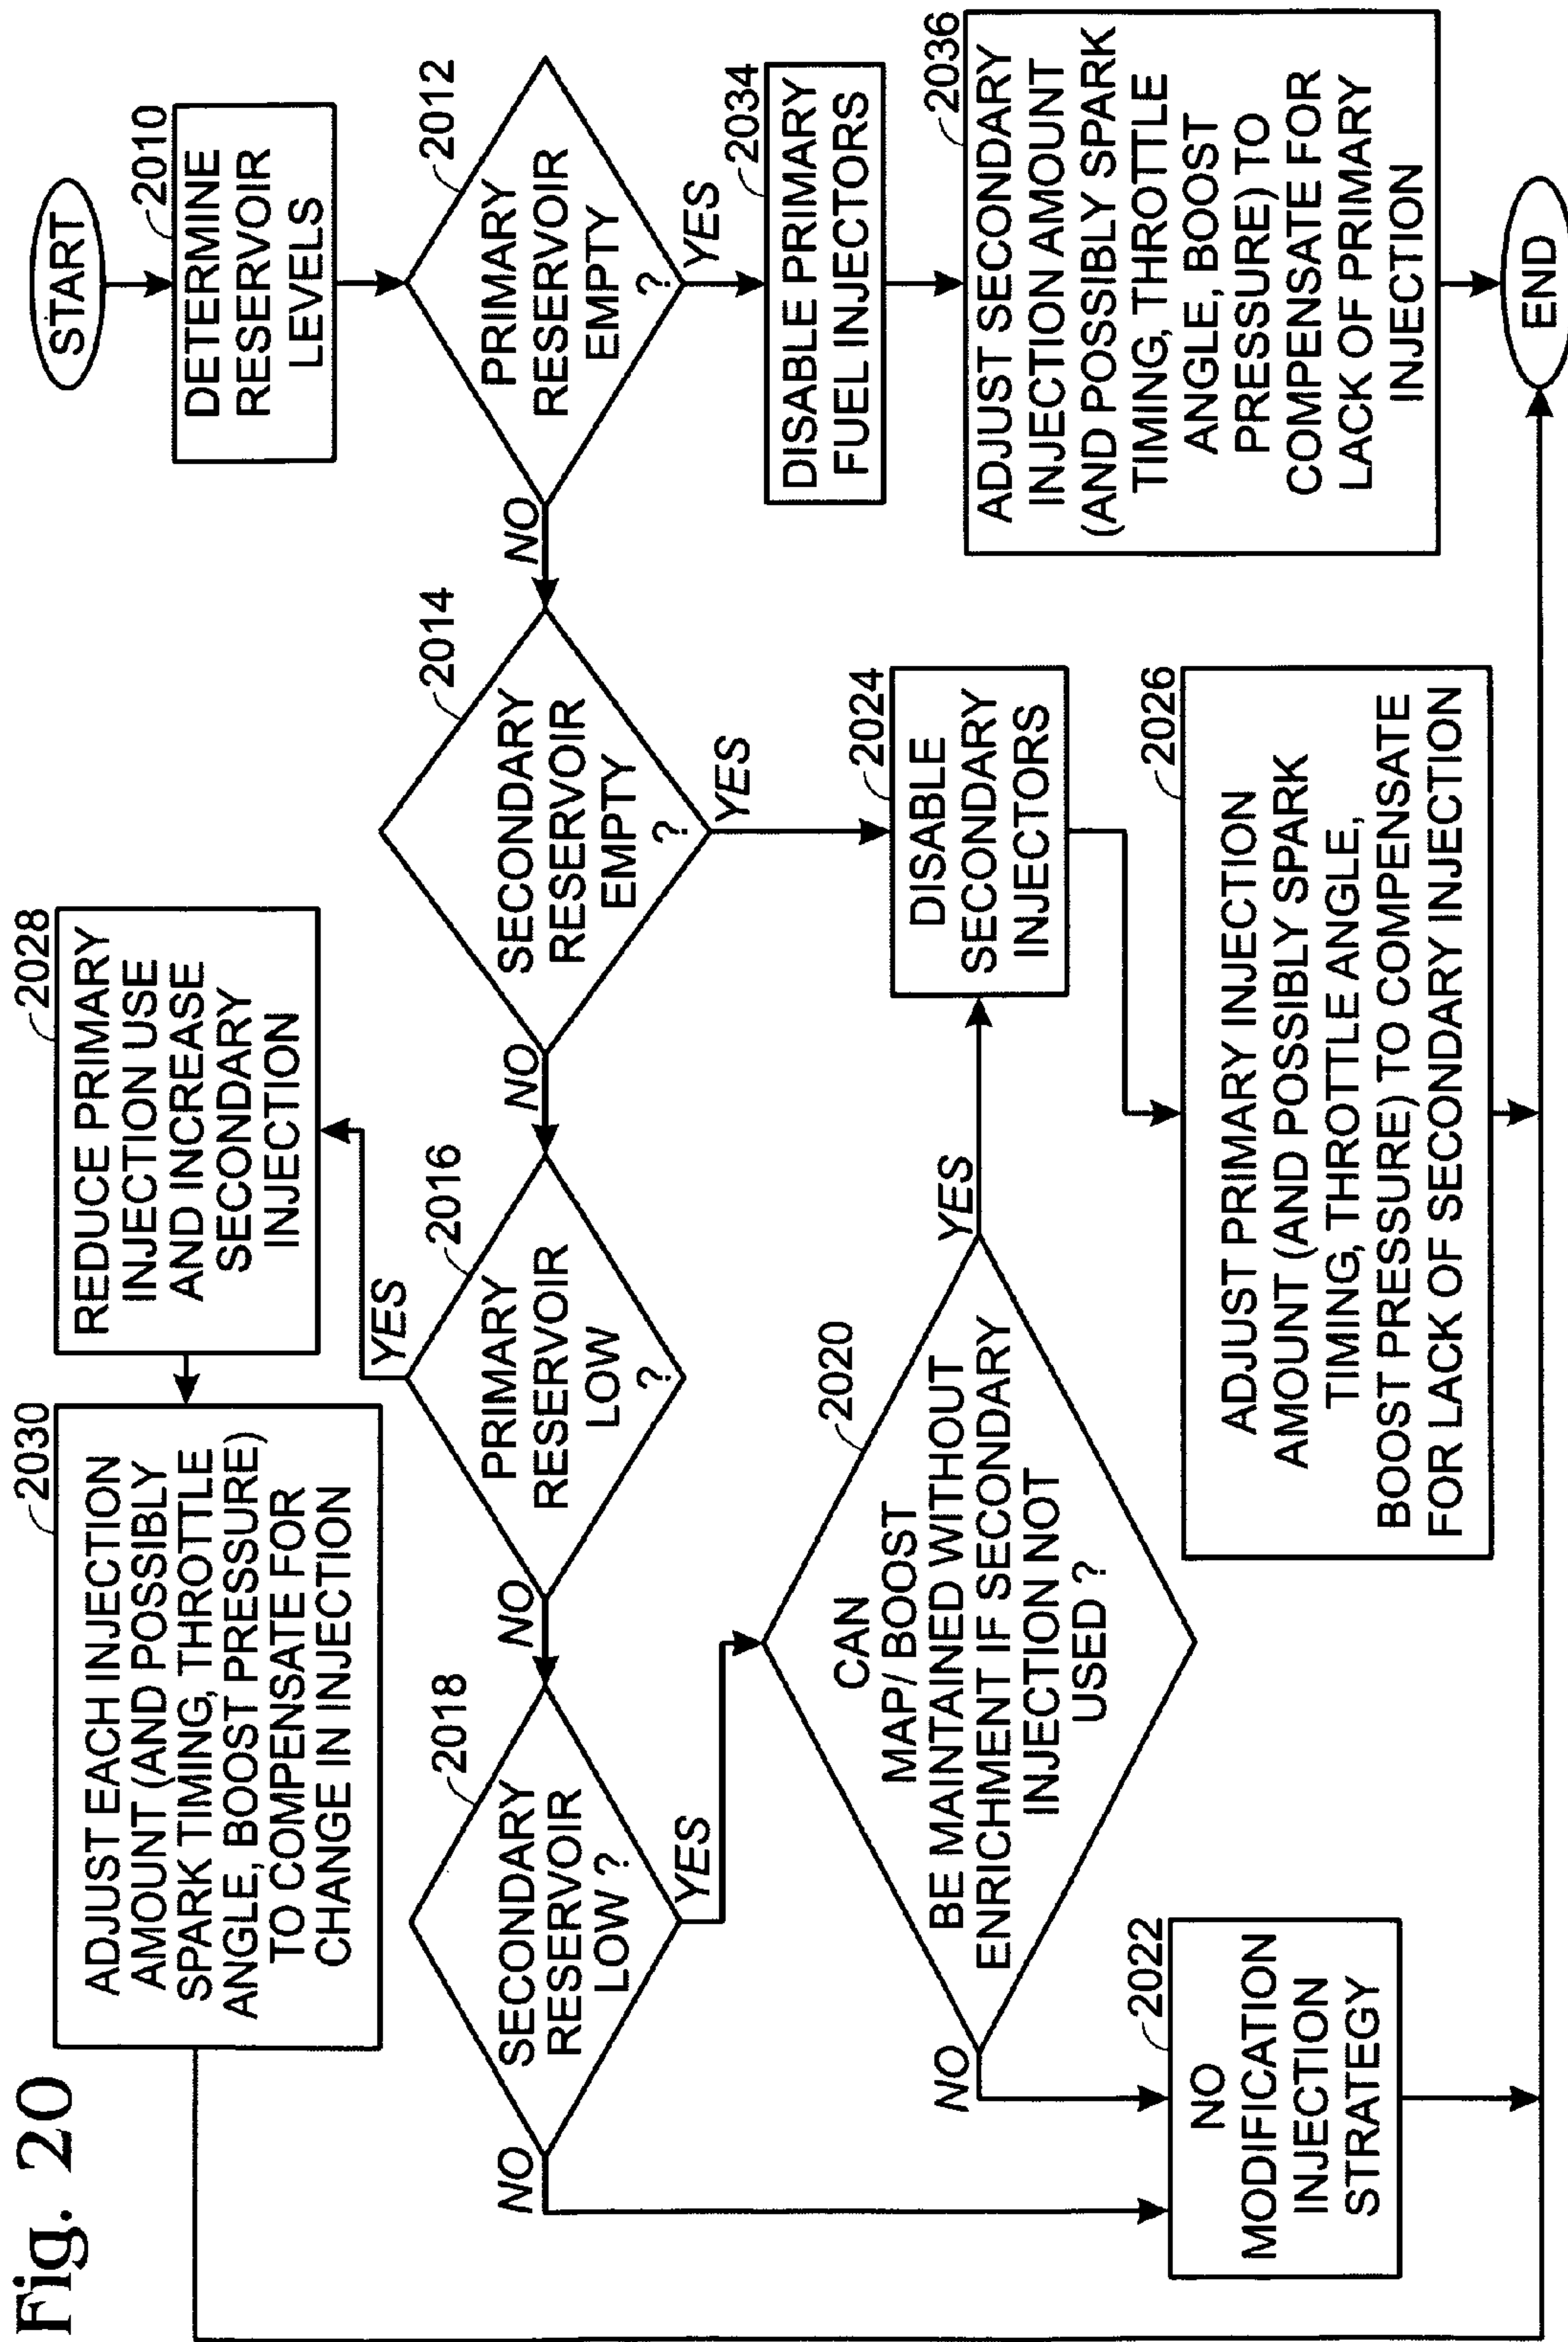 Fig. 20
START
2010
DETERMINE
RESERVOIR
LEVELS
2012
PRIMARY
RESERVOIR
EMPTY
?
NO
YES
2034
DISABLE PRIMARY
FUEL INJECTORS
2036
ADJUST SECONDARY
INJECTION AMOUNT
(AND POSSIBLY SPARK
TIMING, THROTTLE
ANGLE, BOOST
PRESSURE) TO
COMPENSATE FOR
LACK OF PRIMARY
INJECTION
END
2014
SECONDARY
RESERVOIR
EMPTY
?
NO
YES
2024
DISABLE
SECONDARY
INJECTORS
2026
ADJUST PRIMARY INJECTION
AMOUNT (AND POSSIBLY SPARK
TIMING, THROTTLE ANGLE,
BOOST PRESSURE) TO COMPENSATE
FOR LACK OF SECONDARY INJECTION
2016
PRIMARY
RESERVOIR
LOW
?
YES
NO
2028
REDUCE PRIMARY
INJECTION USE
AND INCREASE
SECONDARY
INJECTION
2030
ADJUST EACH INJECTION
AMOUNT (AND POSSIBLY
SPARK TIMING, THROTTLE
ANGLE, BOOST PRESSURE)
TO COMPENSATE FOR
CHANGE IN INJECTION
2018
SECONDARY
RESERVOIR
LOW ?
NO
YES
2020
CAN
MAP/ BOOST
BE MAINTAINED WITHOUT
ENRICHMENT IF SECONDARY
INJECTION NOT
USED ?
YES
NO
2022
NO
MODIFICATION
INJECTION
STRATEGY